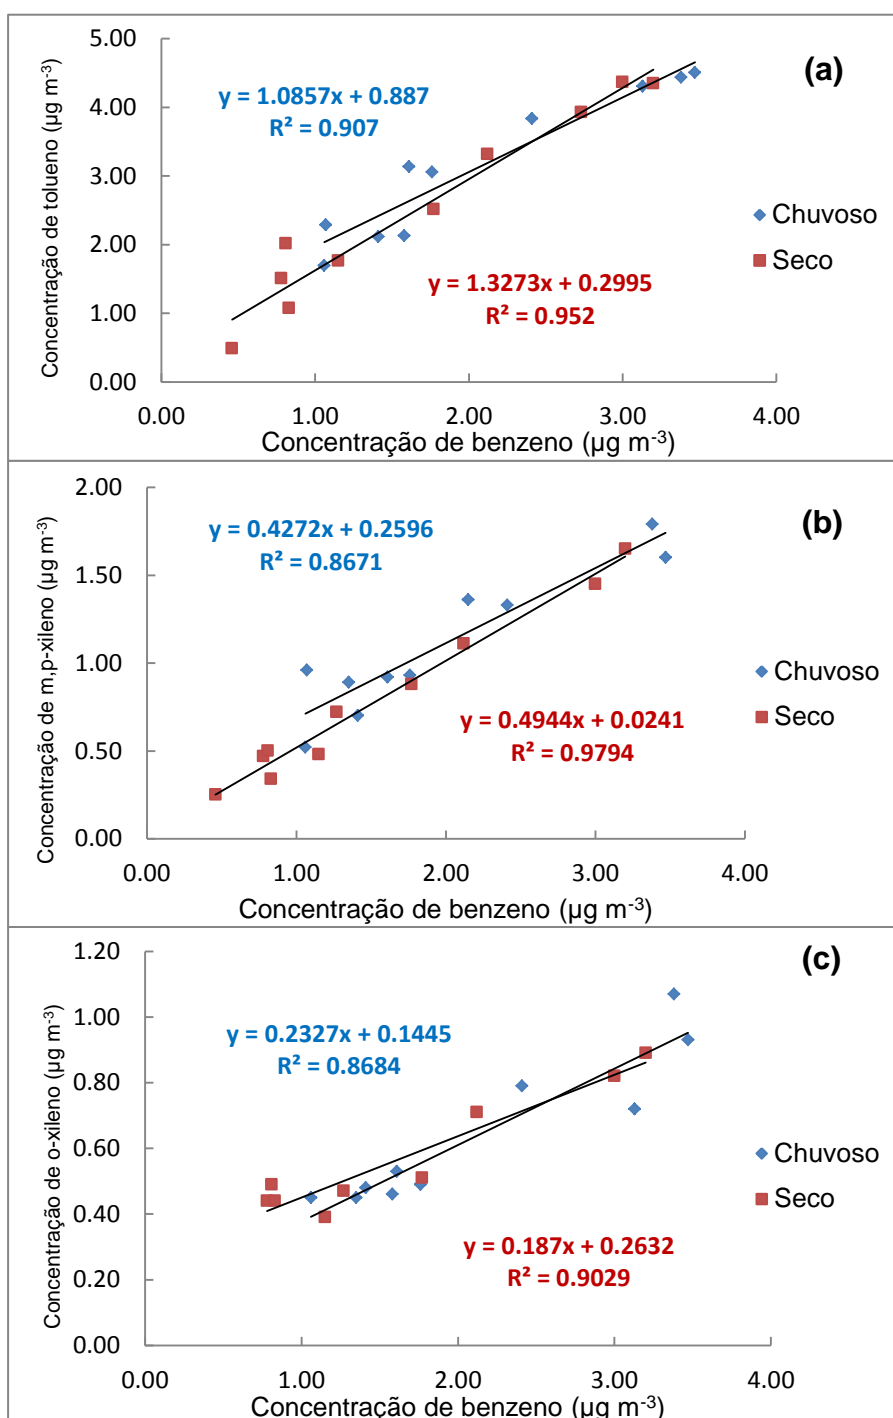 (a)
5.00
4.00
3.00
2.00
1.00
0.00
Concentração de tolueno (µg m-3)
y = 1.0857x + 0.887
R² = 0.907
Chuvoso
Seco
y = 1.3273x + 0.2995
R² = 0.952
0.00 1.00 2.00 3.00 4.00
Concentração de benzeno (µg m-3)
(b)
2.00
1.50
1.00
0.50
0.00
Concentração de m,p-xileno (µg m-3)
y = 0.4272x + 0.2596
R² = 0.8671
Chuvoso
Seco
y = 0.4944x + 0.0241
R² = 0.9794
0.00 1.00 2.00 3.00 4.00
Concentração de benzeno (µg m-3)
(c)
1.20
1.00
0.80
0.60
0.40
0.20
0.00
Concentração de o-xileno (µg m-3)
y = 0.2327x + 0.1445
R² = 0.8684
Chuvoso
Seco
y = 0.187x + 0.2632
R² = 0.9029
0.00 1.00 2.00 3.00 4.00
Concentração de benzeno (µg m-3)